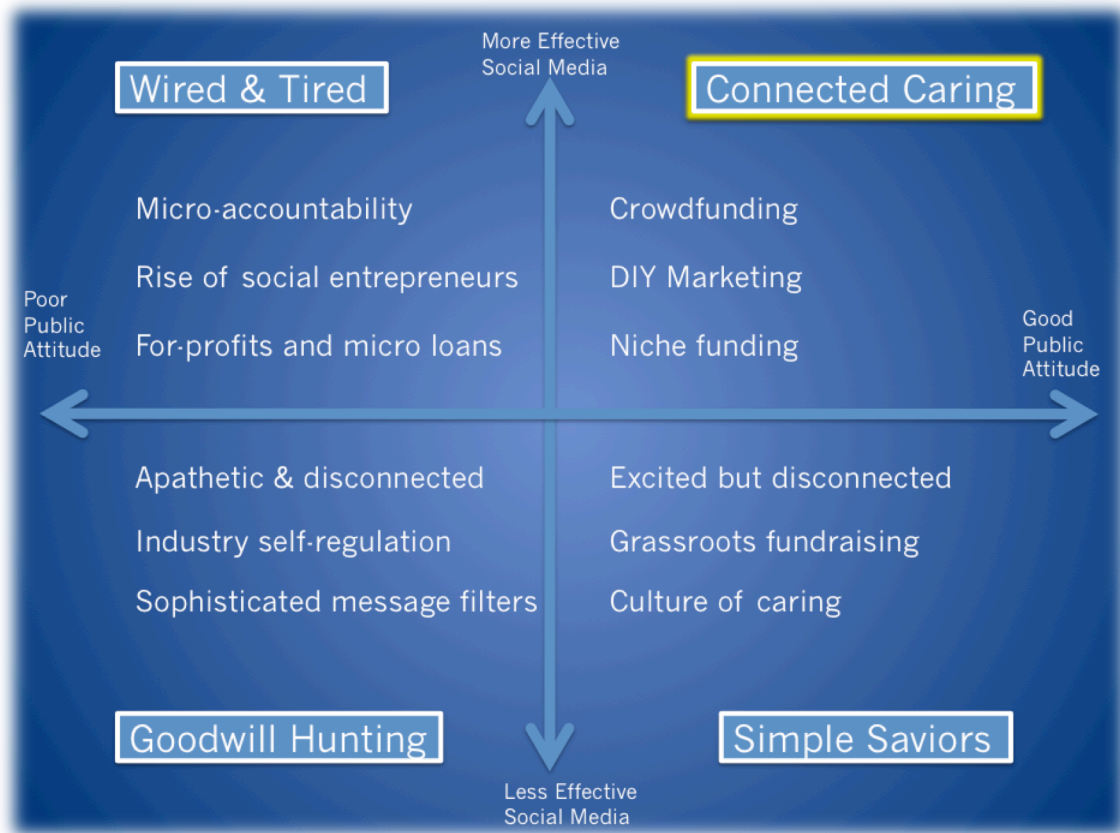 More Effective
Social Media
Wired & Tired
Connected Caring
Micro-accountability
Rise of social entrepreneurs
For-profits and micro loans
Crowdfunding
DIY Marketing
Niche funding
Poor
Public
Attitude
Good
Public
Attitude
Apathetic & disconnected
Industry self-regulation
Sophisticated message filters
Excited but disconnected
Grassroots fundraising
Culture of caring
Goodwill Hunting
Simple Saviors
Less Effective
Social Media